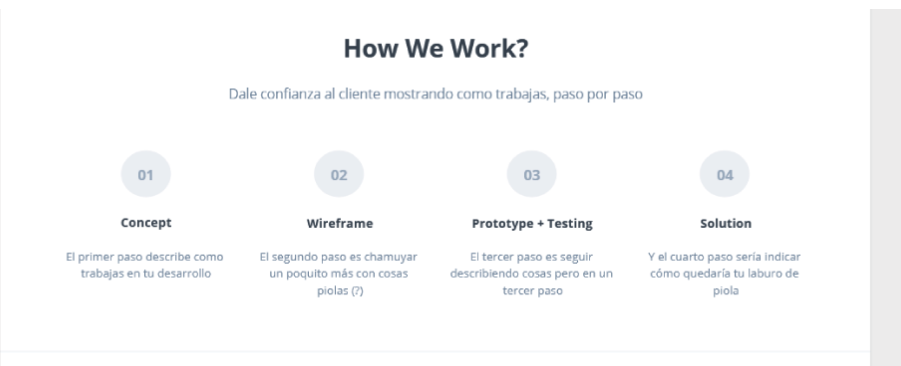 How We Work?
Dale confianza al cliente mostrando como trabajas, paso por paso
01
Concept
El primer paso describe como
trabajas en tu desarrollo
02
Wireframe
El segundo paso es chamuyar
un poquito más con cosas
piolas (?)
03
Prototype + Testing
El tercer paso es seguir
describiendo cosas pero en un
tercer paso
04
Solution
Y el cuarto paso sería indicar
cómo quedaría tu laburo de
piola